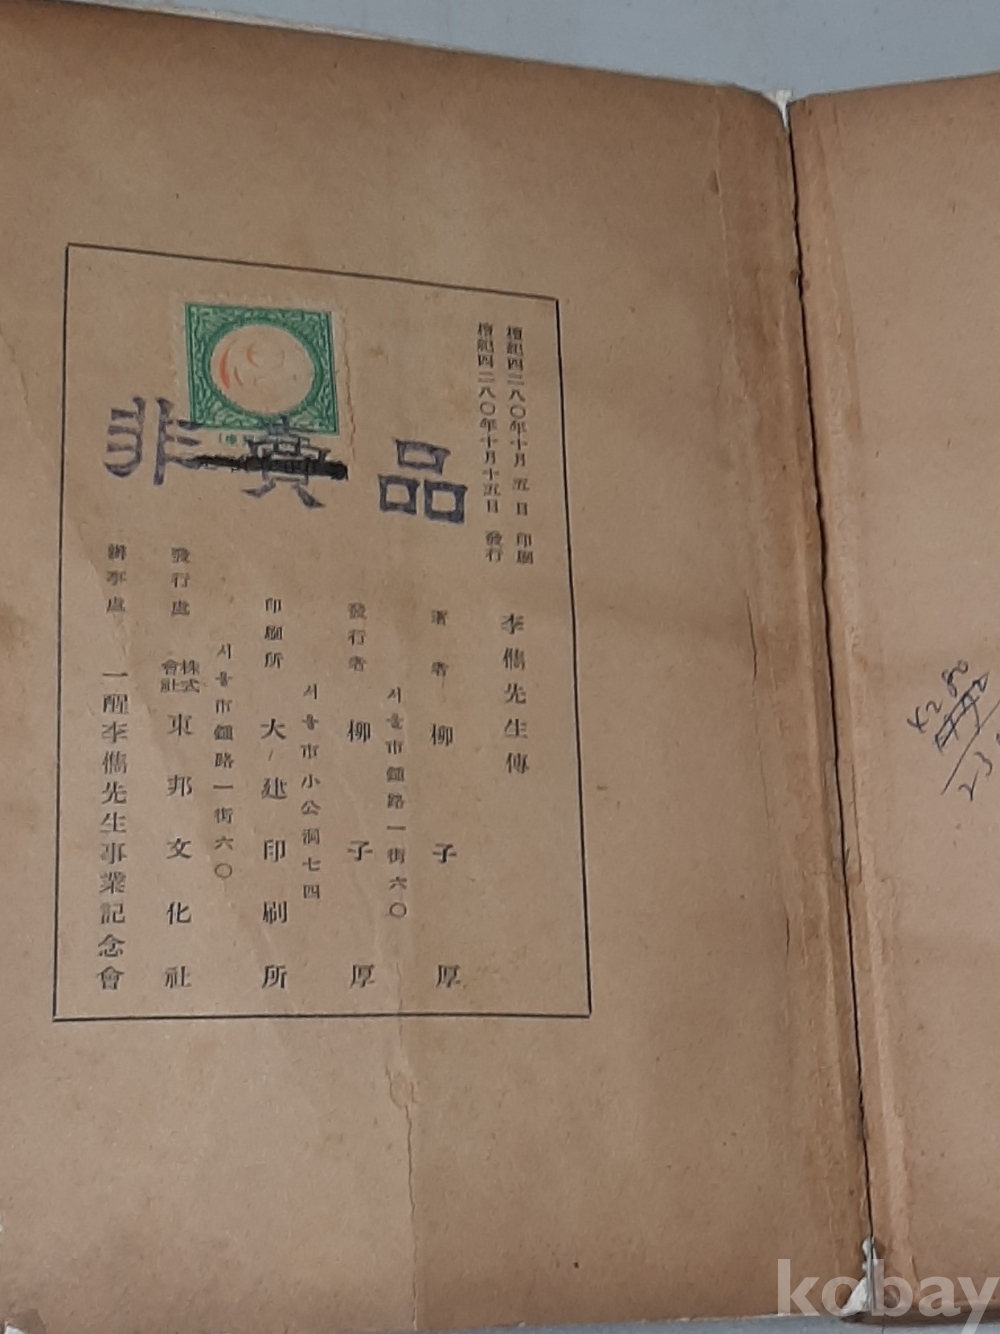 檀紀四二八〇年十月五日 印刷
檀紀四二八〇年十月十五日 發行
李儁先生傳
著者 柳子厚
서울市鍾路一街六〇
發行者 柳子厚
서울市小公洞七四
印刷所 大建印刷所
서울市鍾路一街六〇
發行處 株式會社 東邦文化社
辦事處 一醒李儁先生事業記念會
非賣品
4280
kobay